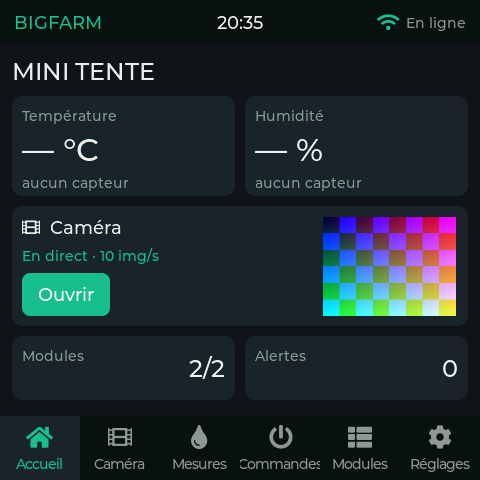 BIGFARM 20:35 En ligne
MINI TENTE
Température Humidité
— °C — %
aucun capteur aucun capteur
Caméra
En direct · 10 img/s
Ouvrir
Modules Alertes
2/2 0
Accueil Caméra Mesures Commandes Modules Réglages